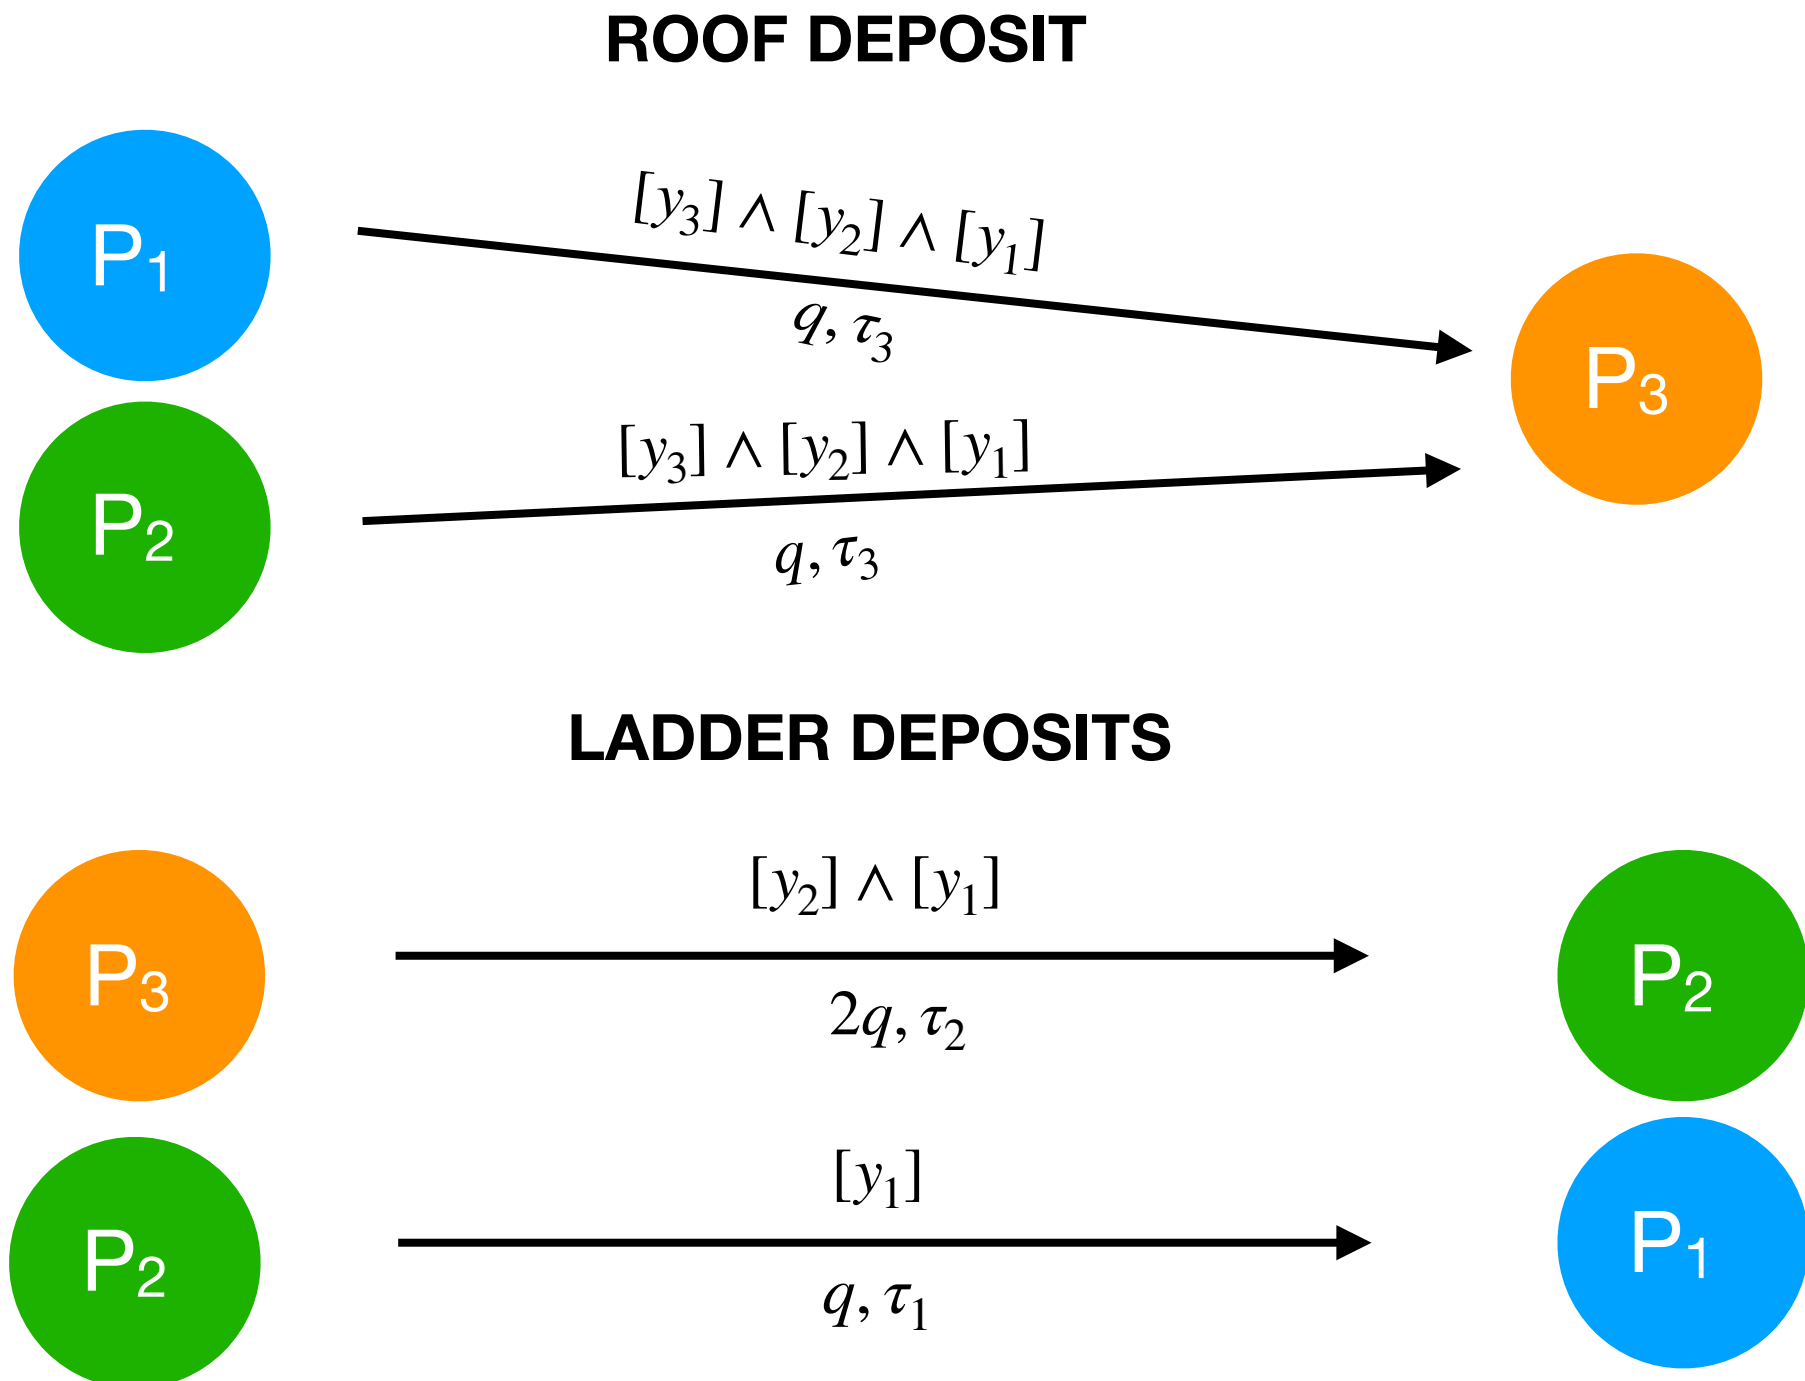 ROOF DEPOSIT
P₁
[y₃] ∧ [y₂] ∧ [y₁]
q, τ₃
P₃
P₂
[y₃] ∧ [y₂] ∧ [y₁]
q, τ₃
LADDER DEPOSITS
P₃
[y₂] ∧ [y₁]
2q, τ₂
P₂
P₂
[y₁]
q, τ₁
P₁